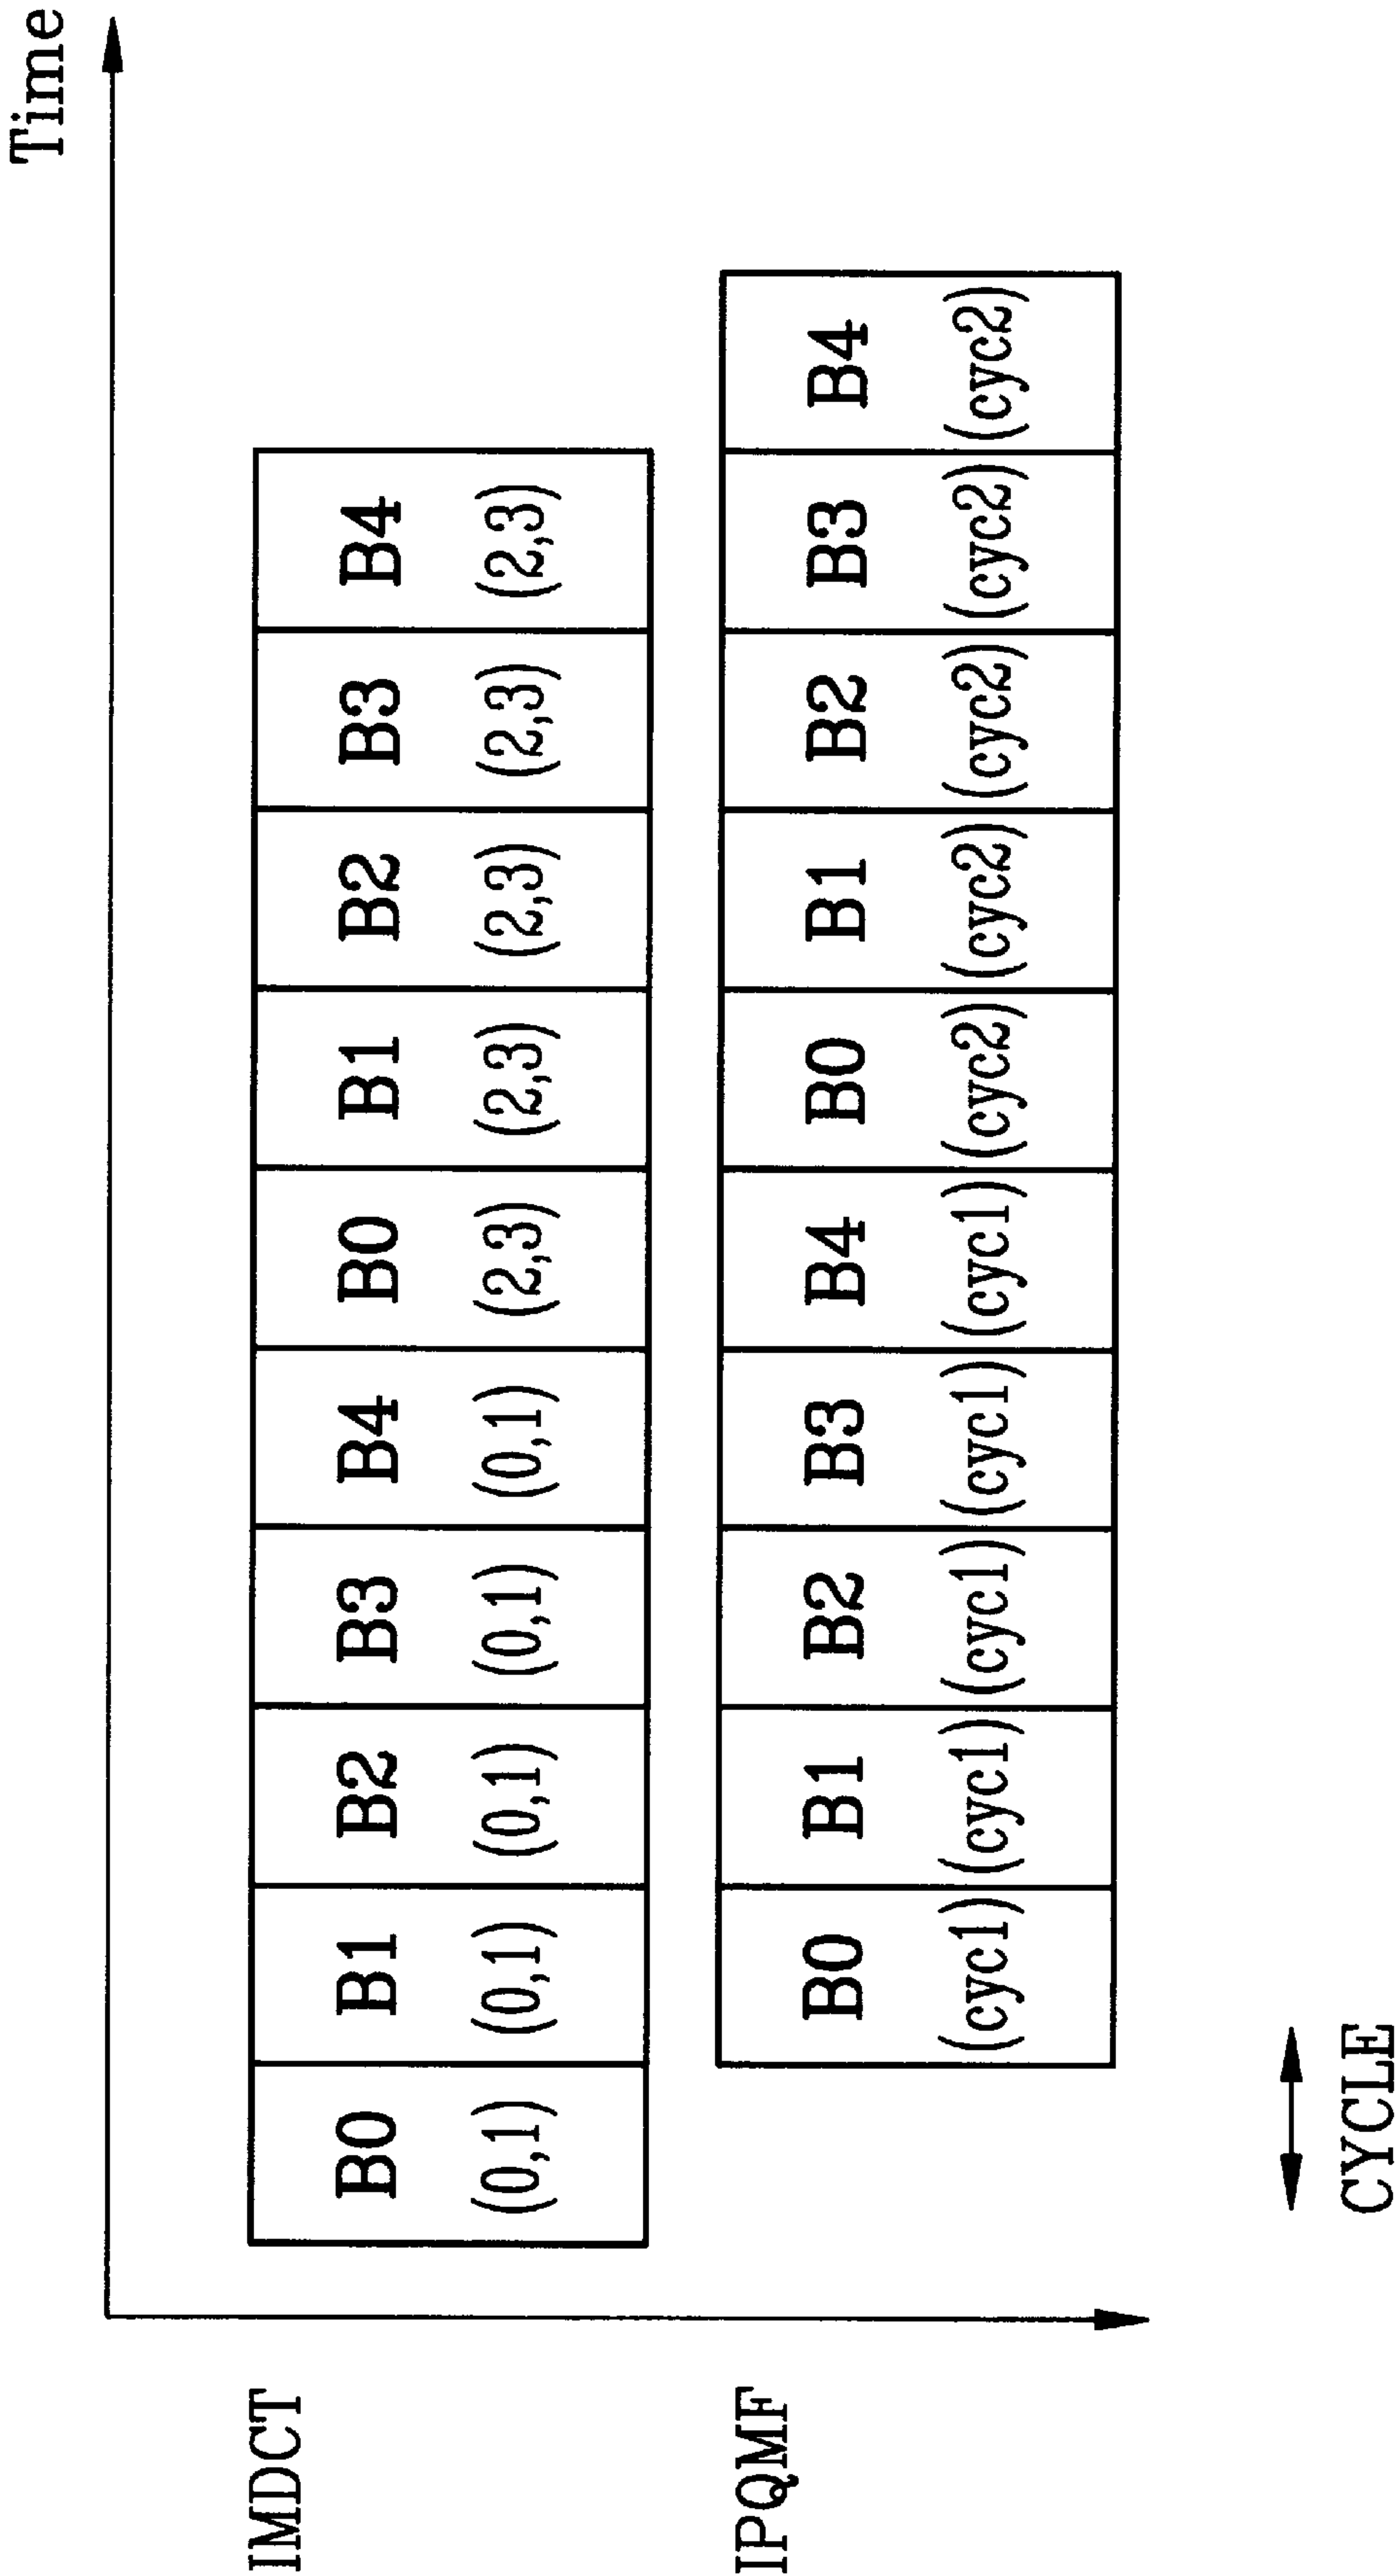 Time
IMDCT
B0 B1 B2 B3 B4 B0 B1 B2 B3 B4
(0,1) (0,1) (0,1) (0,1) (0,1) (2,3) (2,3) (2,3) (2,3) (2,3)
IPQMF
B0 B1 B2 B3 B4 B0 B1 B2 B3 B4
(cyc1) (cyc1) (cyc1) (cyc1) (cyc1) (cyc2) (cyc2) (cyc2) (cyc2) (cyc2)
CYCLE